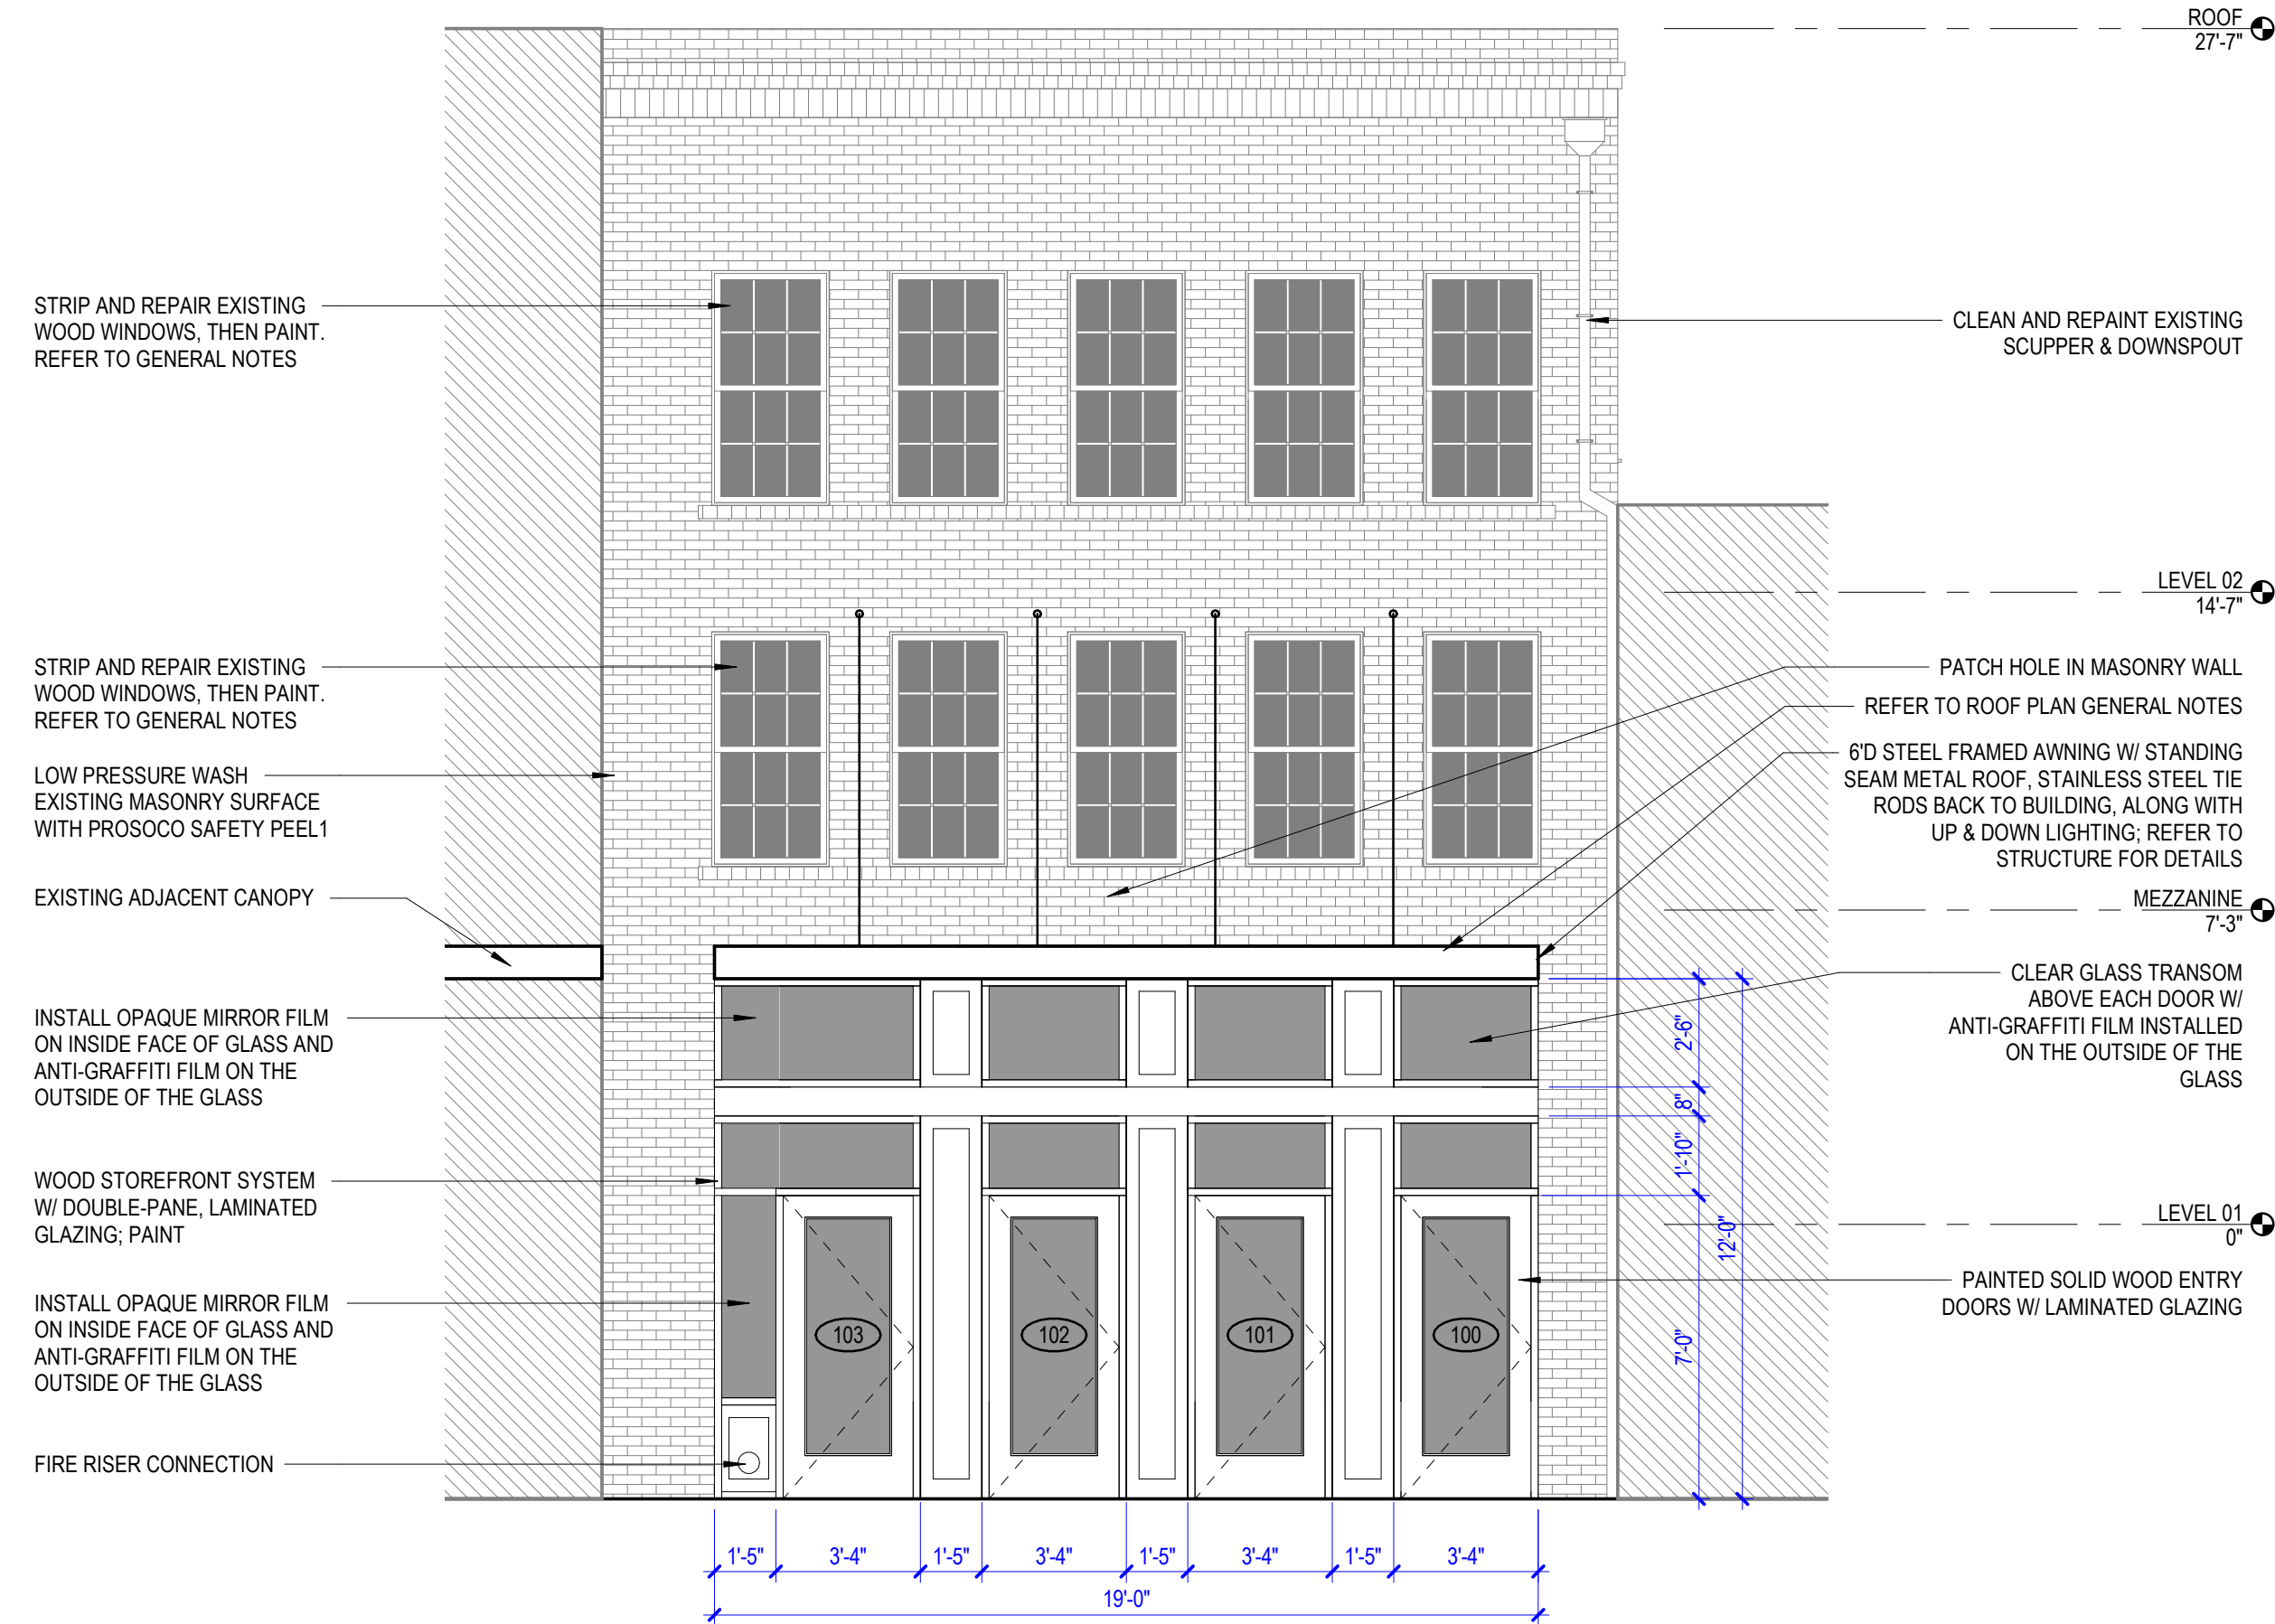 ROOF
27'-7"
STRIP AND REPAIR EXISTING
WOOD WINDOWS, THEN PAINT.
REFER TO GENERAL NOTES
CLEAN AND REPAINT EXISTING
SCUPPER & DOWNSPOUT
LEVEL 02
14'-7"
STRIP AND REPAIR EXISTING
WOOD WINDOWS, THEN PAINT.
REFER TO GENERAL NOTES
PATCH HOLE IN MASONRY WALL
REFER TO ROOF PLAN GENERAL NOTES
LOW PRESSURE WASH
EXISTING MASONRY SURFACE
WITH PROSOCO SAFETY PEEL1
6'D STEEL FRAMED AWNING W/ STANDING
SEAM METAL ROOF, STAINLESS STEEL TIE
RODS BACK TO BUILDING, ALONG WITH
UP & DOWN LIGHTING; REFER TO
STRUCTURE FOR DETAILS
EXISTING ADJACENT CANOPY
MEZZANINE
7'-3"
INSTALL OPAQUE MIRROR FILM
ON INSIDE FACE OF GLASS AND
ANTI-GRAFFITI FILM ON THE
OUTSIDE OF THE GLASS
CLEAR GLASS TRANSOM
ABOVE EACH DOOR W/
ANTI-GRAFFITI FILM INSTALLED
ON THE OUTSIDE OF THE
GLASS
2'-6"
8"
1'-10"
12'-0"
7'-0"
WOOD STOREFRONT SYSTEM
W/ DOUBLE-PANE, LAMINATED
GLAZING; PAINT
LEVEL 01
0"
INSTALL OPAQUE MIRROR FILM
ON INSIDE FACE OF GLASS AND
ANTI-GRAFFITI FILM ON THE
OUTSIDE OF THE GLASS
PAINTED SOLID WOOD ENTRY
DOORS W/ LAMINATED GLAZING
103
102
101
100
FIRE RISER CONNECTION
1'-5"
3'-4"
1'-5"
3'-4"
1'-5"
3'-4"
1'-5"
3'-4"
19'-0"